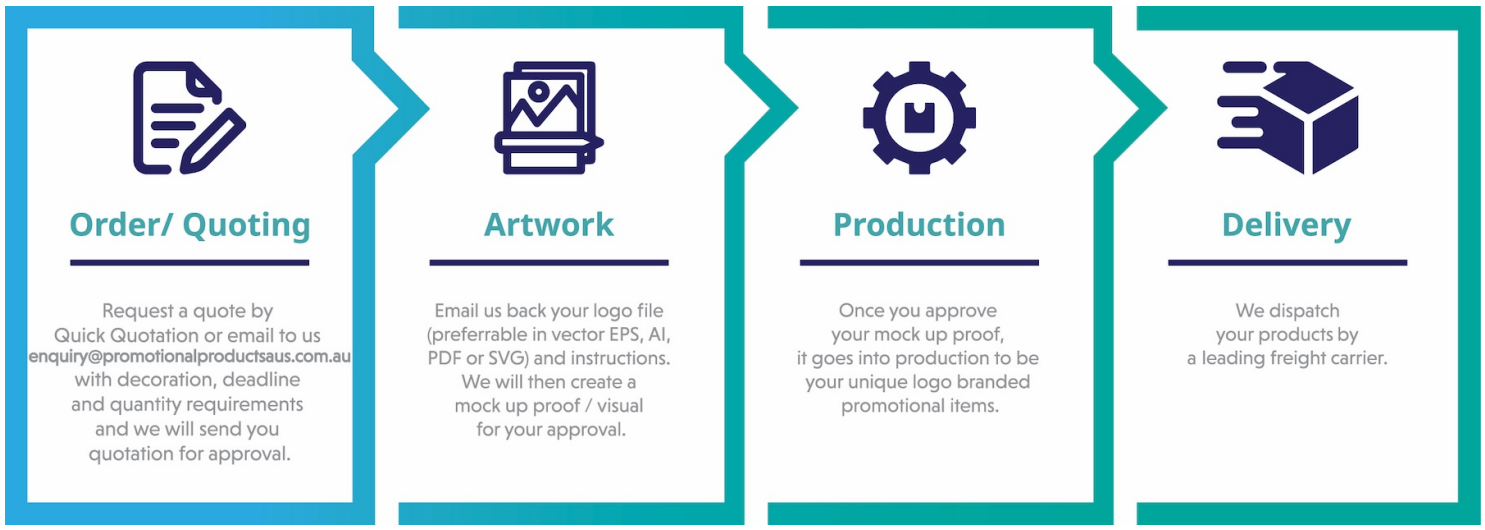 Order/ Quoting
Request a quote by
Quick Quotation or email to us
enquiry@promotionalproductsaus.com.au
with decoration, deadline
and quantity requirements
and we will send you
quotation for approval.
Artwork
Email us back your logo file
(preferrable in vector EPS, AI,
PDF or SVG) and instructions.
We will then create a
mock up proof / visual
for your approval.
Production
Once you approve
your mock up proof,
it goes into production to be
your unique logo branded
promotional items.
Delivery
We dispatch
your products by
a leading freight carrier.